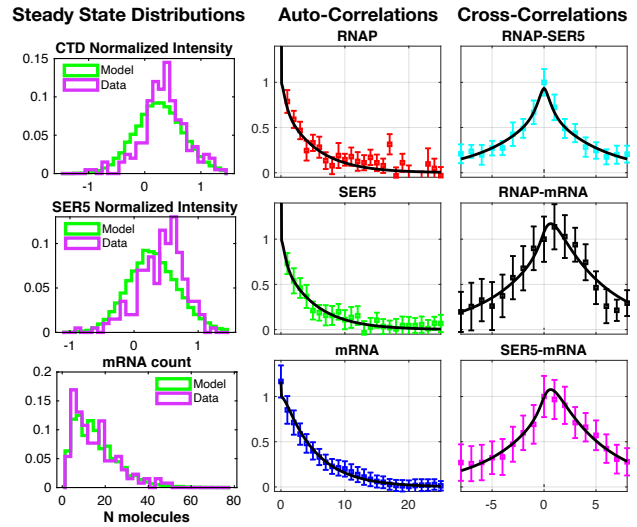 Steady State Distributions
Auto-Correlations
Cross-Correlations
CTD Normalized Intensity
0.15
0.1
0.05
0
Model
Data
-1
0
1
RNAP
1
0.5
0
RNAP-SER5
SER5 Normalized Intensity
0.1
0.05
0
Model
Data
-1
0
1
SER5
1
0.5
0
RNAP-mRNA
mRNA count
0.2
0.15
0.1
0.05
0
Model
Data
0
20
40
60
80
N molecules
mRNA
1
0.5
0
0
10
20
SER5-mRNA
-5
0
5